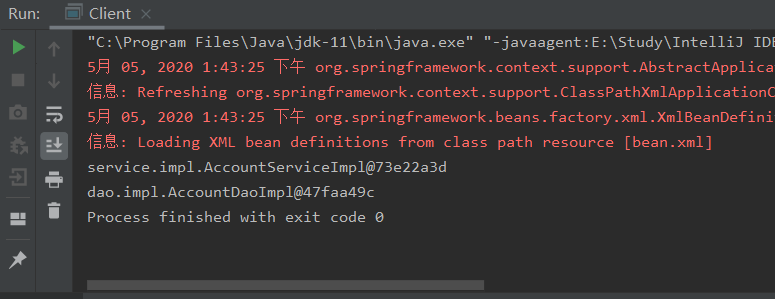 Run: Client ×
"C:\Program Files\Java\jdk-11\bin\java.exe" "-javaagent:E:\Study\IntelliJ IDE
5月 05, 2020 1:43:25 下午 org.springframework.context.support.AbstractApplica
信息: Refreshing org.springframework.context.support.ClassPathXmlApplicationC
5月 05, 2020 1:43:25 下午 org.springframework.beans.factory.xml.XmlBeanDefini
信息: Loading XML bean definitions from class path resource [bean.xml]
service.impl.AccountServiceImpl@73e22a3d
dao.impl.AccountDaoImpl@47faa49c
Process finished with exit code 0